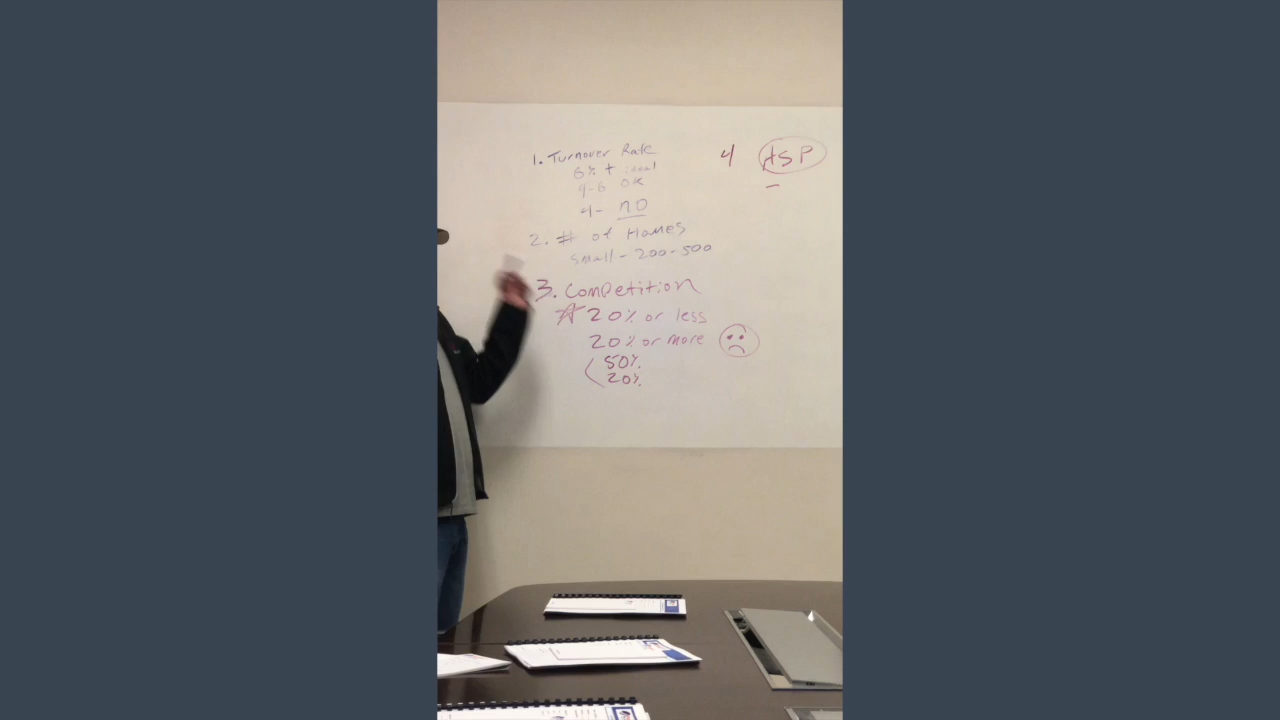 1. Turnover Rate
6% + ideal
4-6 OK
4- no
2. # of Homes
Small - 200-500
3. Competition
20% or less
20% or more
50%
20%
4 ASP